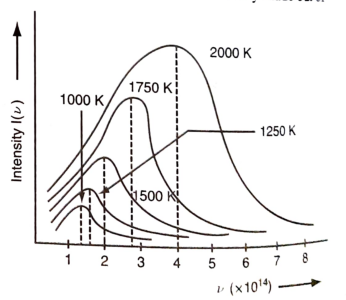 2000 K
1750 K
1000 K
1250 K
1500 K
Intensity I(ν)
1 2 3 4 5 6 7 8
ν (×10¹⁴)